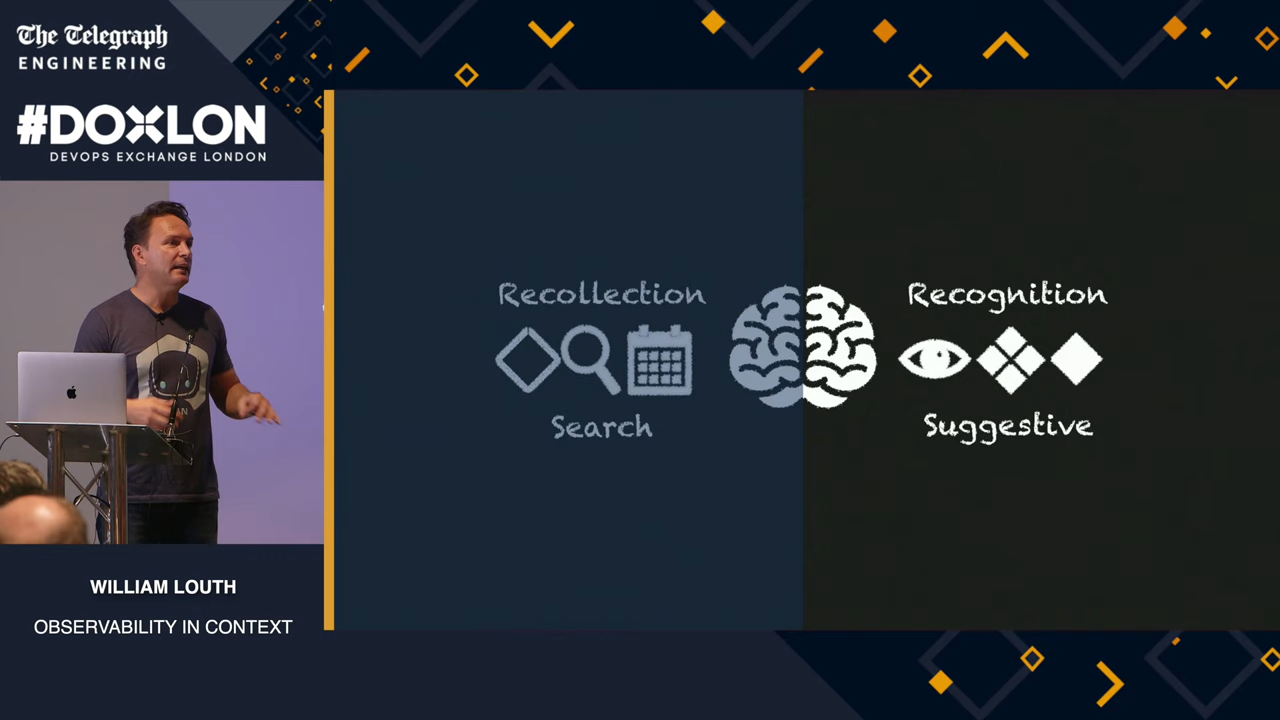 The Telegraph
ENGINEERING
#DOXLON
DEVOPS EXCHANGE LONDON
Recollection
Search
Recognition
Suggestive
WILLIAM LOUTH
OBSERVABILITY IN CONTEXT